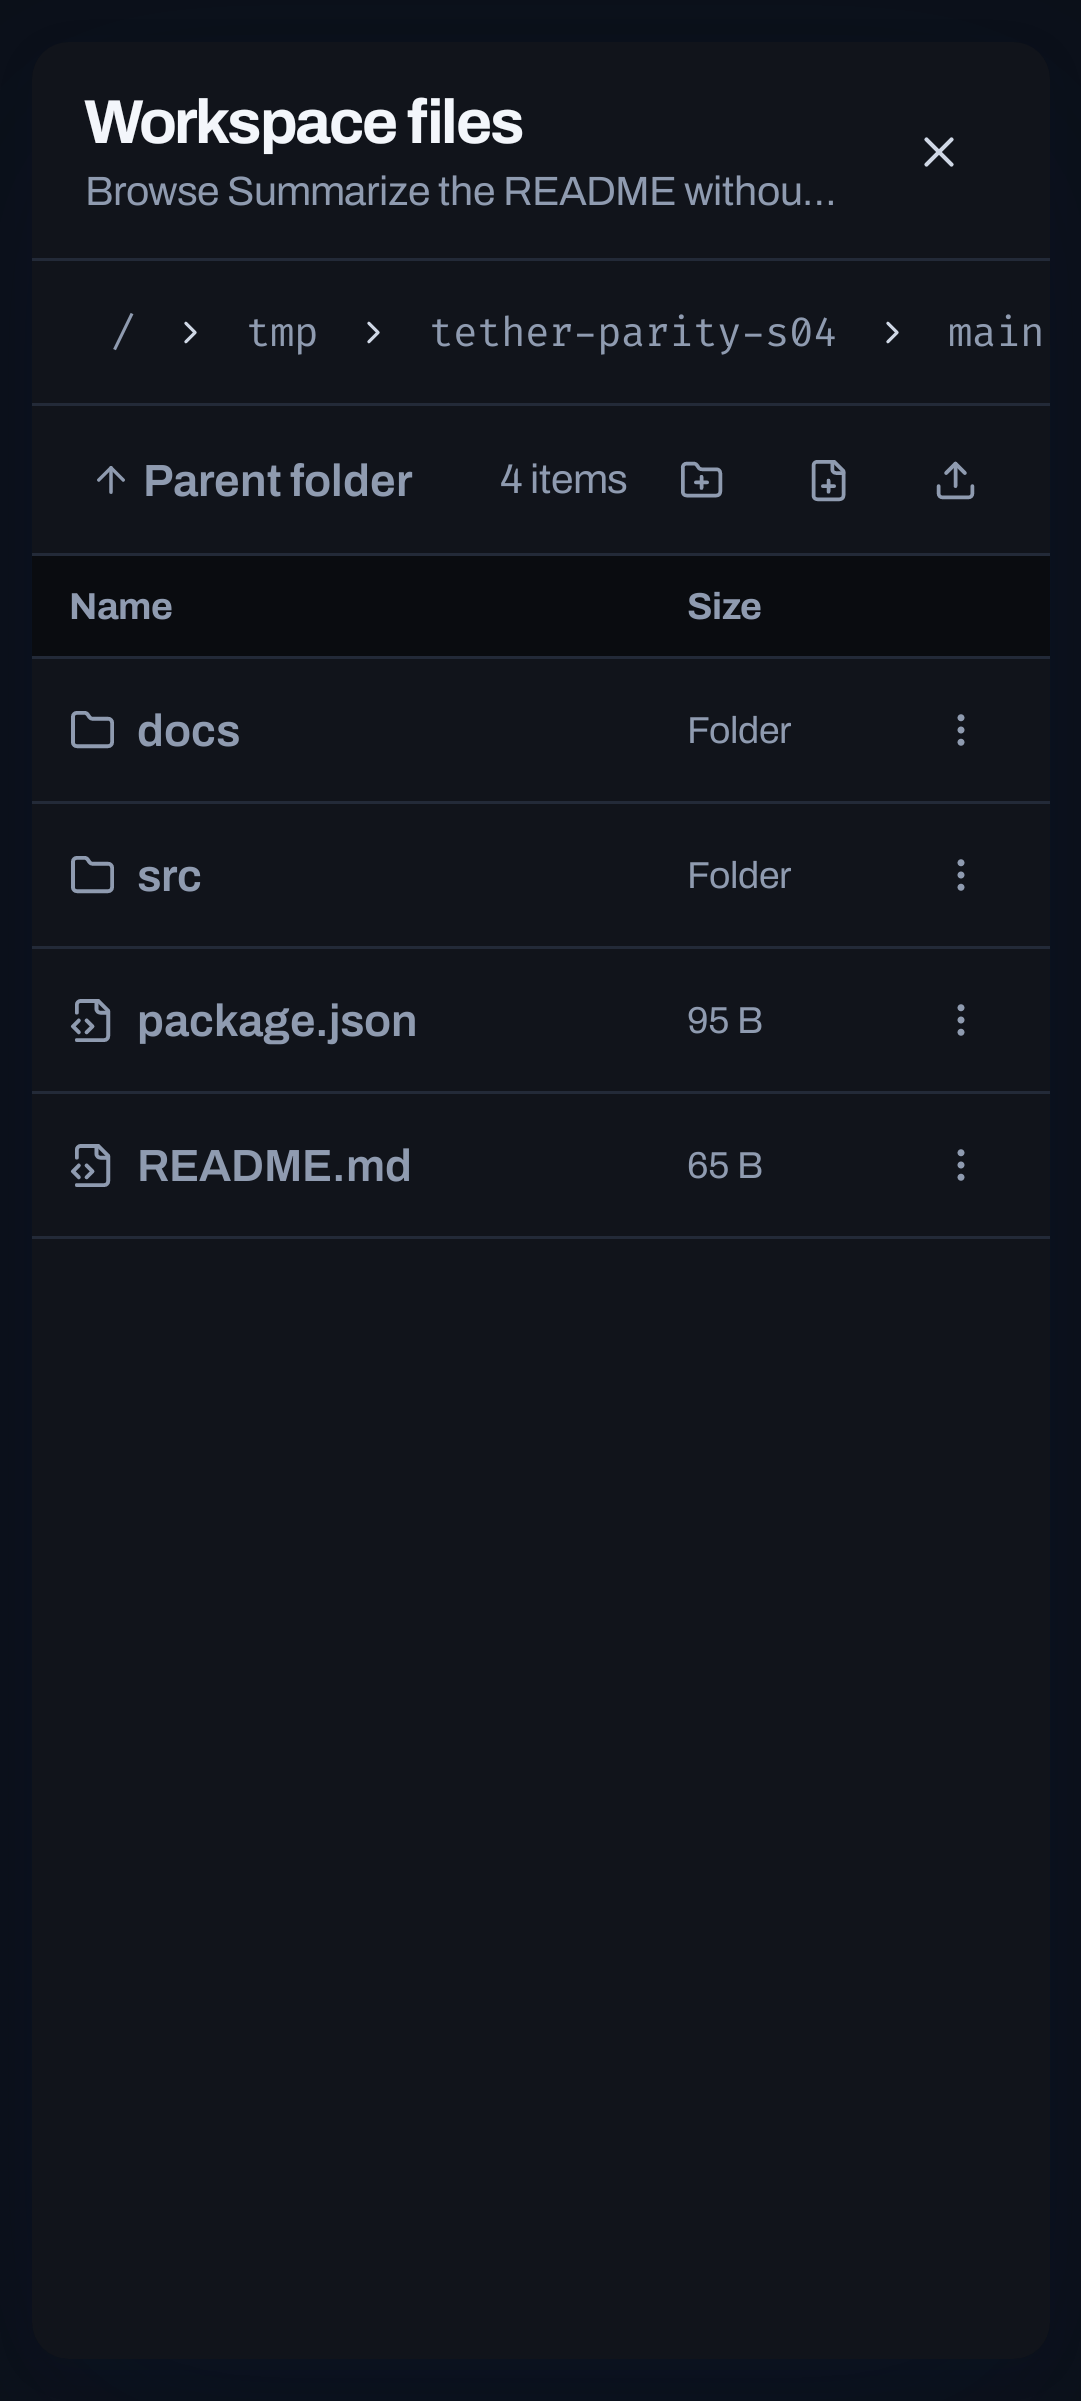 Workspace files
Browse Summarize the README withou...
/ > tmp > tether-parity-s04 > main
Parent folder 4 items
Name Size
docs Folder
src Folder
package.json 95 B
README.md 65 B